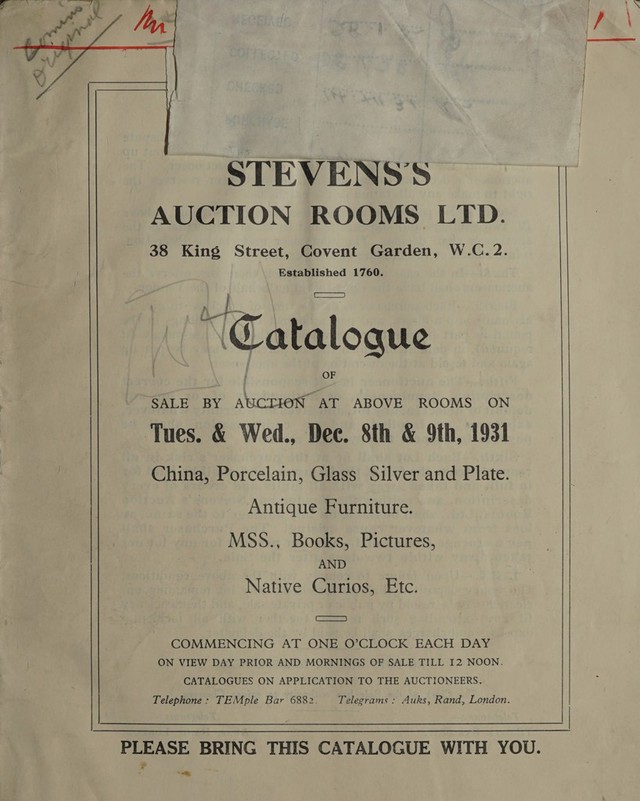 Original
STEVENS'S
AUCTION ROOMS LTD.
38 King Street, Covent Garden, W.C. 2.
Established 1760.
Catalogue
OF
SALE BY AUCTION AT ABOVE ROOMS ON
Tues. & Wed., Dec. 8th & 9th, 1931
China, Porcelain, Glass Silver and Plate.
Antique Furniture.
MSS., Books, Pictures,
AND
Native Curios, Etc.
COMMENCING AT ONE O'CLOCK EACH DAY
ON VIEW DAY PRIOR AND MORNINGS OF SALE TILL 12 NOON.
CATALOGUES ON APPLICATION TO THE AUCTIONEERS.
Telephone : TEMple Bar 6882. Telegrams : Auks, Rand, London.
PLEASE BRING THIS CATALOGUE WITH YOU.